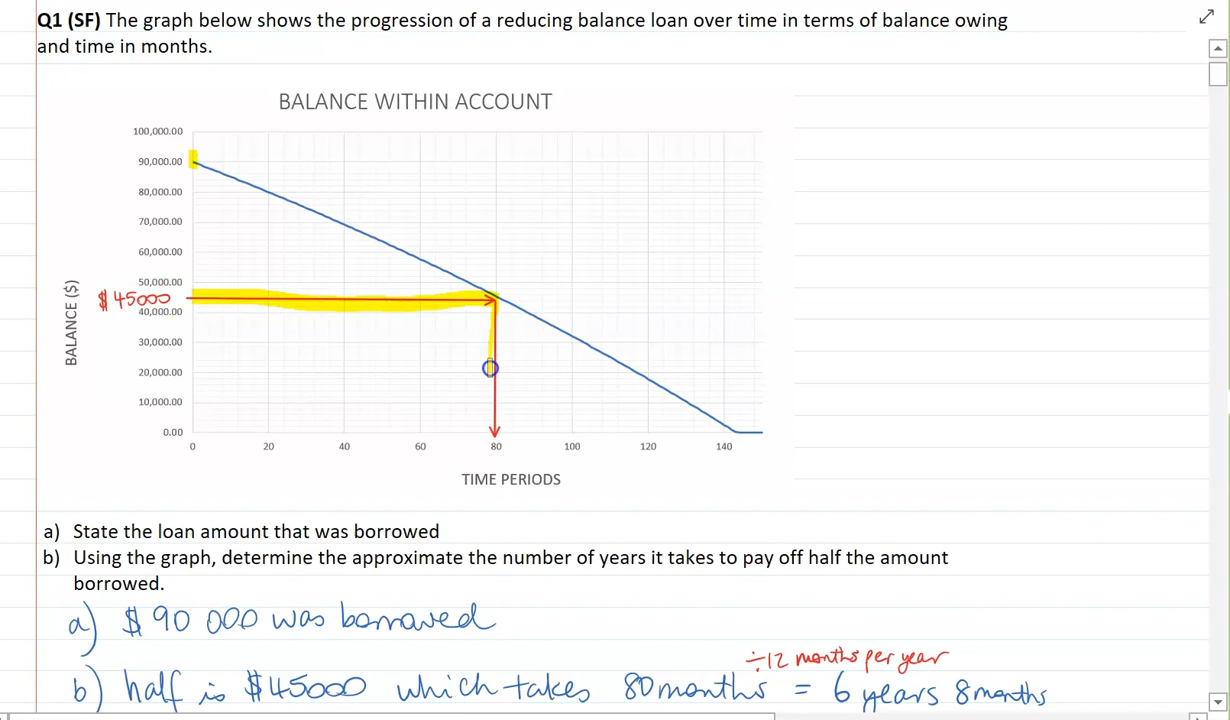 Q1 (SF) The graph below shows the progression of a reducing balance loan over time in terms of balance owing
and time in months.
BALANCE WITHIN ACCOUNT
100,000.00
90,000.00
80,000.00
70,000.00
60,000.00
50,000.00
$45000
40,000.00
30,000.00
20,000.00
10,000.00
0.00
BALANCE ($)
0 20 40 60 80 100 120 140
TIME PERIODS
a) State the loan amount that was borrowed
b) Using the graph, determine the approximate the number of years it takes to pay off half the amount
borrowed.
a) $90 000 was borrowed
÷12 months per year
b) half is $45000 which takes 80 months = 6 years 8 months